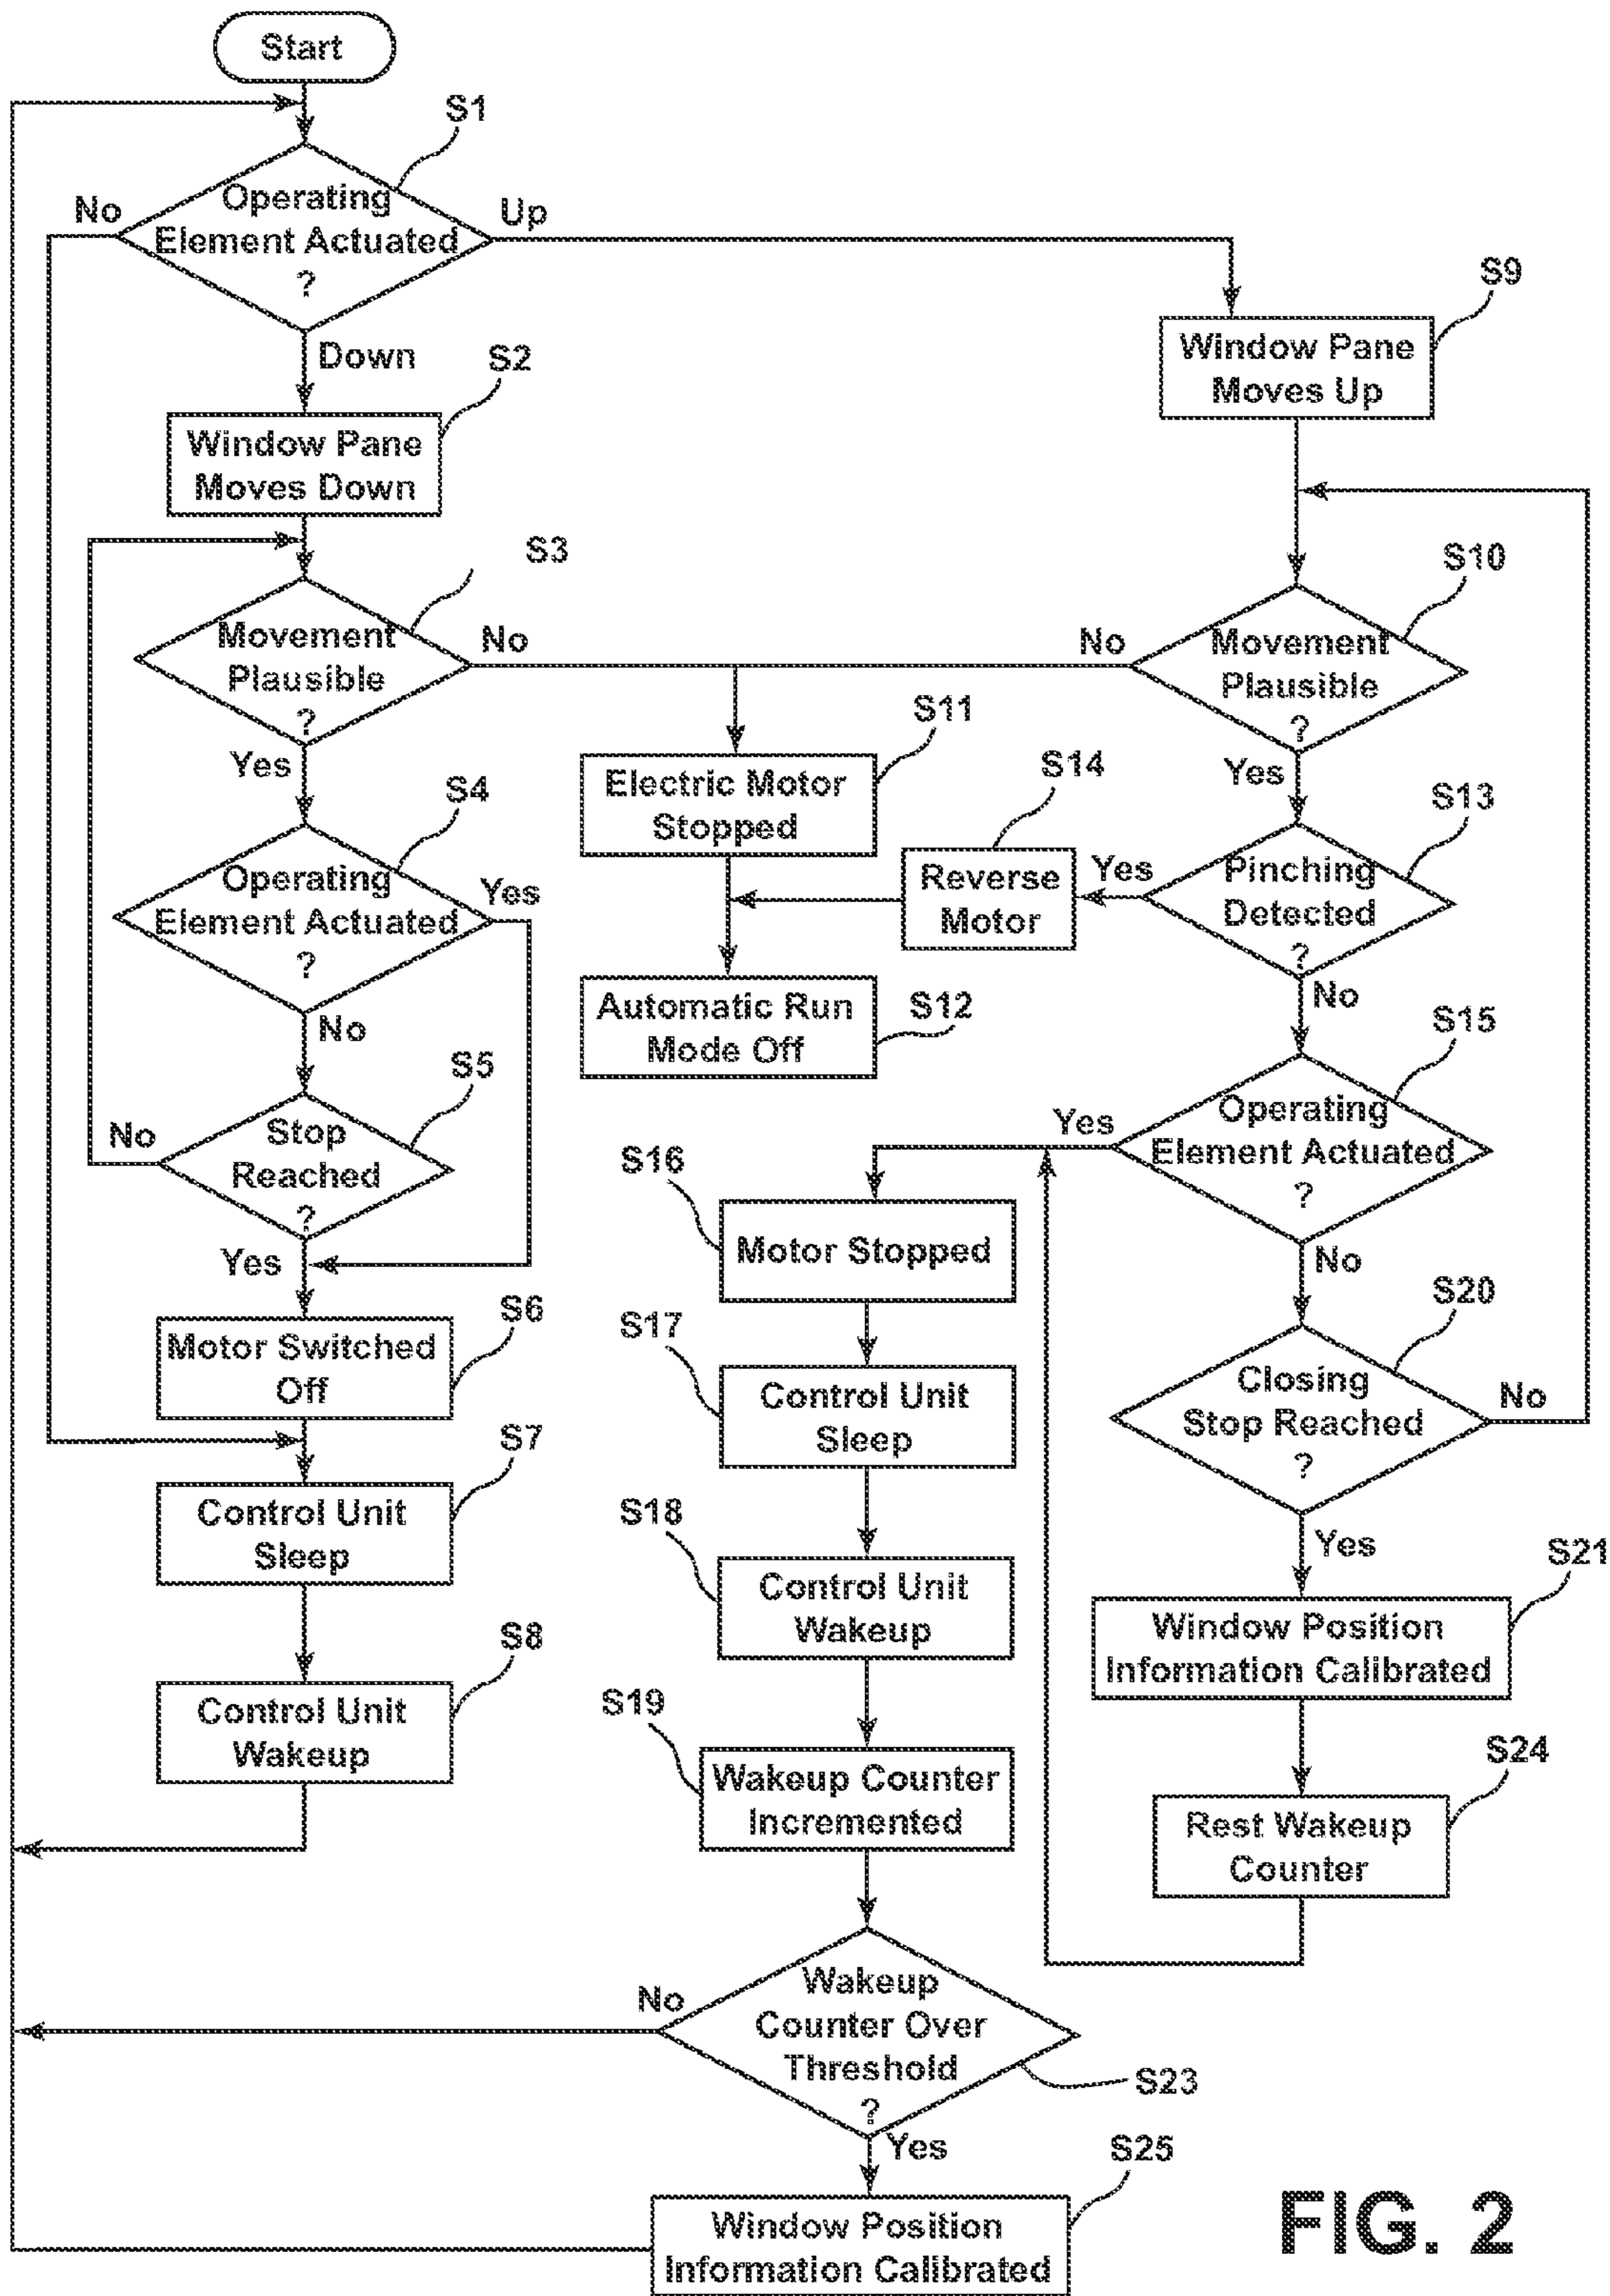 Start
S1
Operating
Element Actuated
?
No
Up
Down
S2
Window Pane
Moves Down
S9
Window Pane
Moves Up
S3
Movement
Plausible
?
No
Yes
S10
Movement
Plausible
?
No
Yes
S11
Electric Motor
Stopped
S14
Reverse
Motor
S13
Pinching
Detected
?
Yes
No
S4
Operating
Element Actuated
?
Yes
No
S12
Automatic Run
Mode Off
S5
Stop
Reached
?
No
Yes
S15
Operating
Element Actuated
?
Yes
No
S16
Motor Stopped
S6
Motor Switched
Off
S17
Control Unit
Sleep
S20
Closing
Stop Reached
?
No
Yes
S7
Control Unit
Sleep
S18
Control Unit
Wakeup
S21
Window Position
Information Calibrated
S8
Control Unit
Wakeup
S19
Wakeup Counter
Incremented
S24
Rest Wakeup
Counter
Wakeup
Counter Over
Threshold
?
No
S23
Yes
S25
Window Position
Information Calibrated
FIG. 2